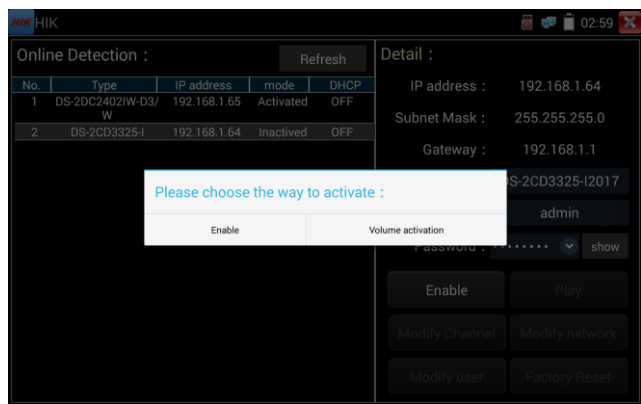 HIK HIK 02:59
Online Detection : Refresh
No. Type IP address mode DHCP
1 DS-2DC2402IW-D3/W 192.168.1.65 Activated OFF
2 DS-2CD3325-I 192.168.1.64 Inactived OFF
Detail :
IP address : 192.168.1.64
Subnet Mask : 255.255.255.0
Gateway : 192.168.1.1
S-2CD3325-I2017
admin
Password : show
Please choose the way to activate :
Enable Volume activation
Enable Play
Modify Channel Modify network
Modify user Factory Reset